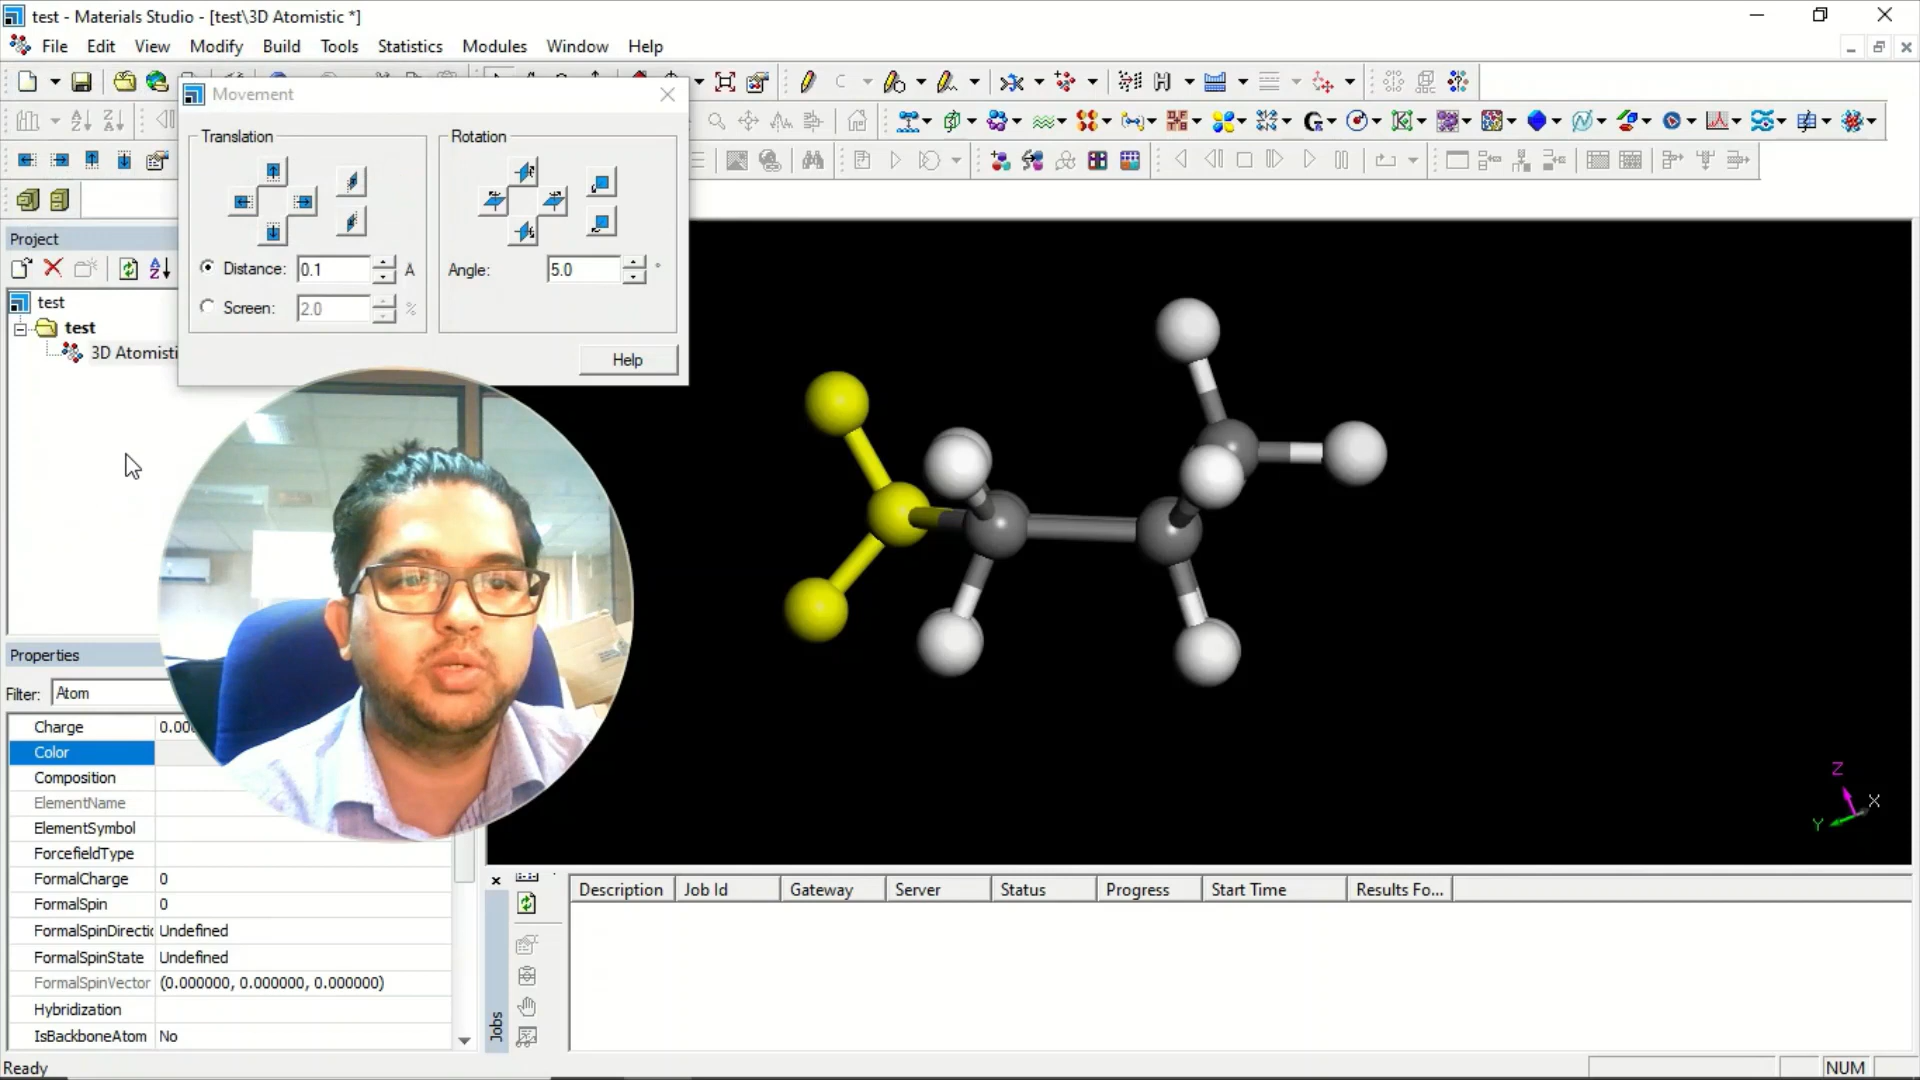 test - Materials Studio - [test\3D Atomistic *]
File Edit View Modify Build Tools Statistics Modules Window Help
Movement
Translation
Rotation
Distance: 0.1 Å
Angle: 5.0 °
Screen: 2.0 %
Help
Project
test
test
3D Atomisti
Properties
Filter: Atom
Charge 0.00
Color
Composition
ElementName
ElementSymbol
ForcefieldType
FormalCharge 0
FormalSpin 0
FormalSpinDirectic Undefined
FormalSpinState Undefined
FormalSpinVector (0.000000, 0.000000, 0.000000)
Hybridization
IsBackboneAtom No
Z
X
Y
Description Job Id Gateway Server Status Progress Start Time Results Fo...
Jobs
Ready
NUM